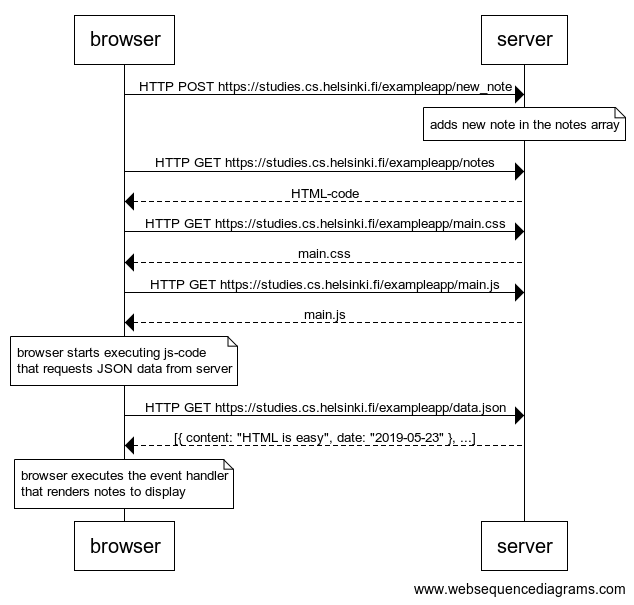 browser server
HTTP POST https://studies.cs.helsinki.fi/exampleapp/new_note
adds new note in the notes array
HTTP GET https://studies.cs.helsinki.fi/exampleapp/notes
HTML-code
HTTP GET https://studies.cs.helsinki.fi/exampleapp/main.css
main.css
HTTP GET https://studies.cs.helsinki.fi/exampleapp/main.js
main.js
browser starts executing js-code
that requests JSON data from server
HTTP GET https://studies.cs.helsinki.fi/exampleapp/data.json
[{ content: "HTML is easy", date: "2019-05-23" }, ...]
browser executes the event handler
that renders notes to display
browser server
www.websequencediagrams.com